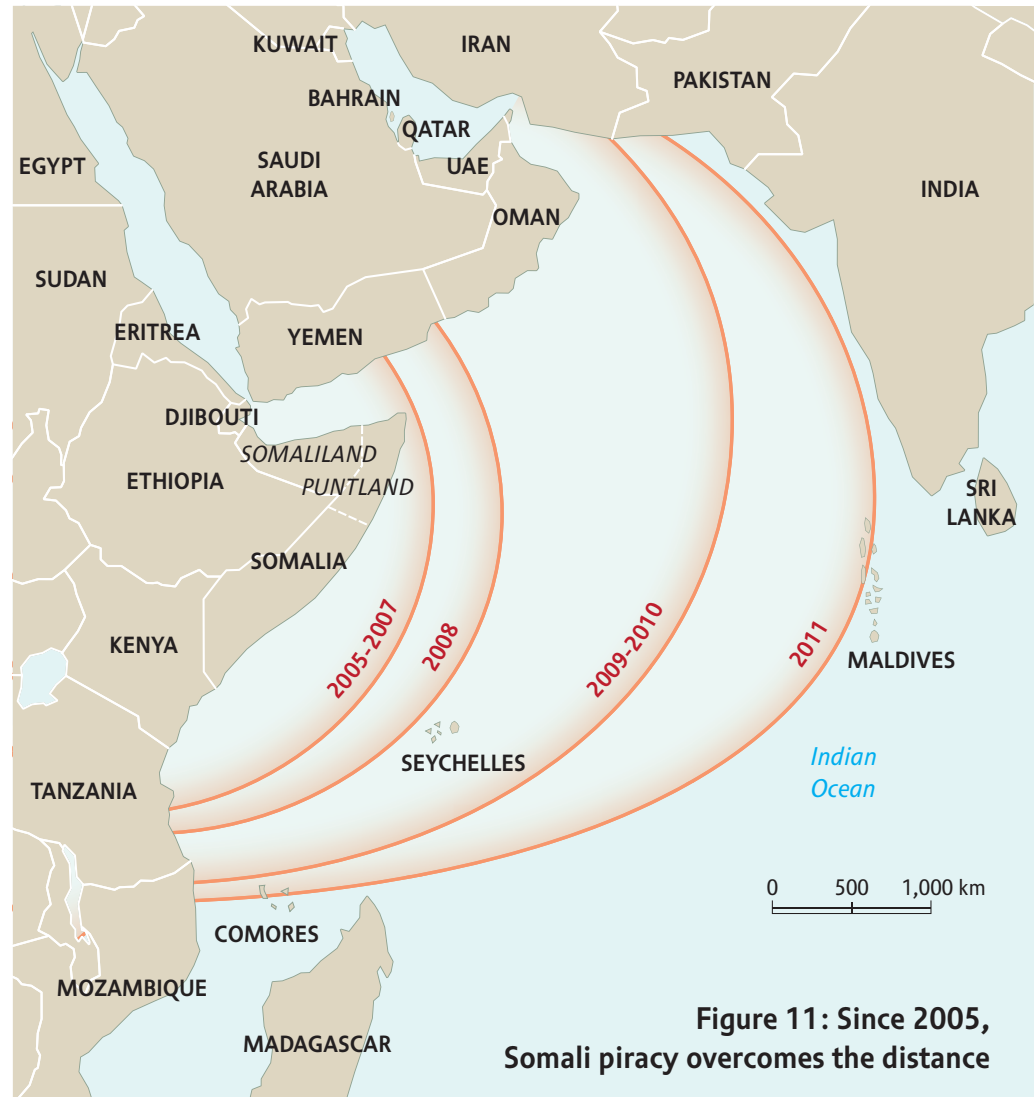 KUWAIT
IRAN
PAKISTAN
BAHRAIN
QATAR
EGYPT
SAUDI
ARABIA
UAE
INDIA
OMAN
SUDAN
ERITREA
YEMEN
DJIBOUTI
SOMALILAND
ETHIOPIA
PUNTLAND
SRI
LANKA
SOMALIA
2005-2007
2008
2009-2010
2011
KENYA
MALDIVES
SEYCHELLES
Indian
Ocean
TANZANIA
0 500 1,000 km
COMORES
MOZAMBIQUE
MADAGASCAR
Figure 11: Since 2005,
Somali piracy overcomes the distance